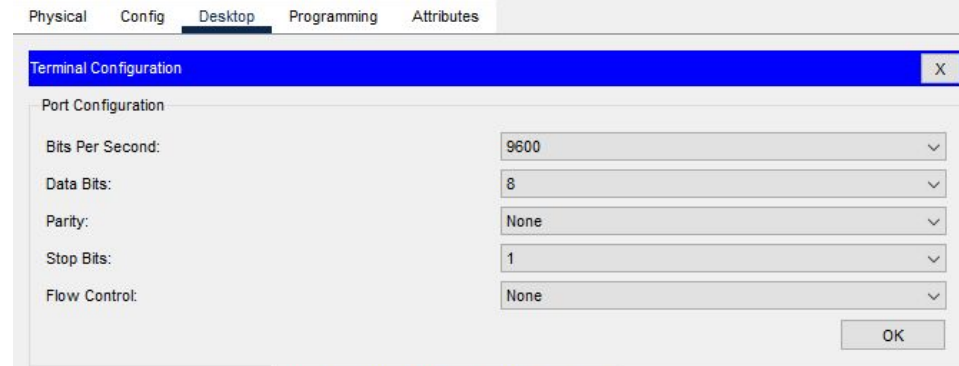 Physical Config Desktop Programming Attributes
Terminal Configuration X
Port Configuration
Bits Per Second: 9600
Data Bits: 8
Parity: None
Stop Bits: 1
Flow Control: None
OK